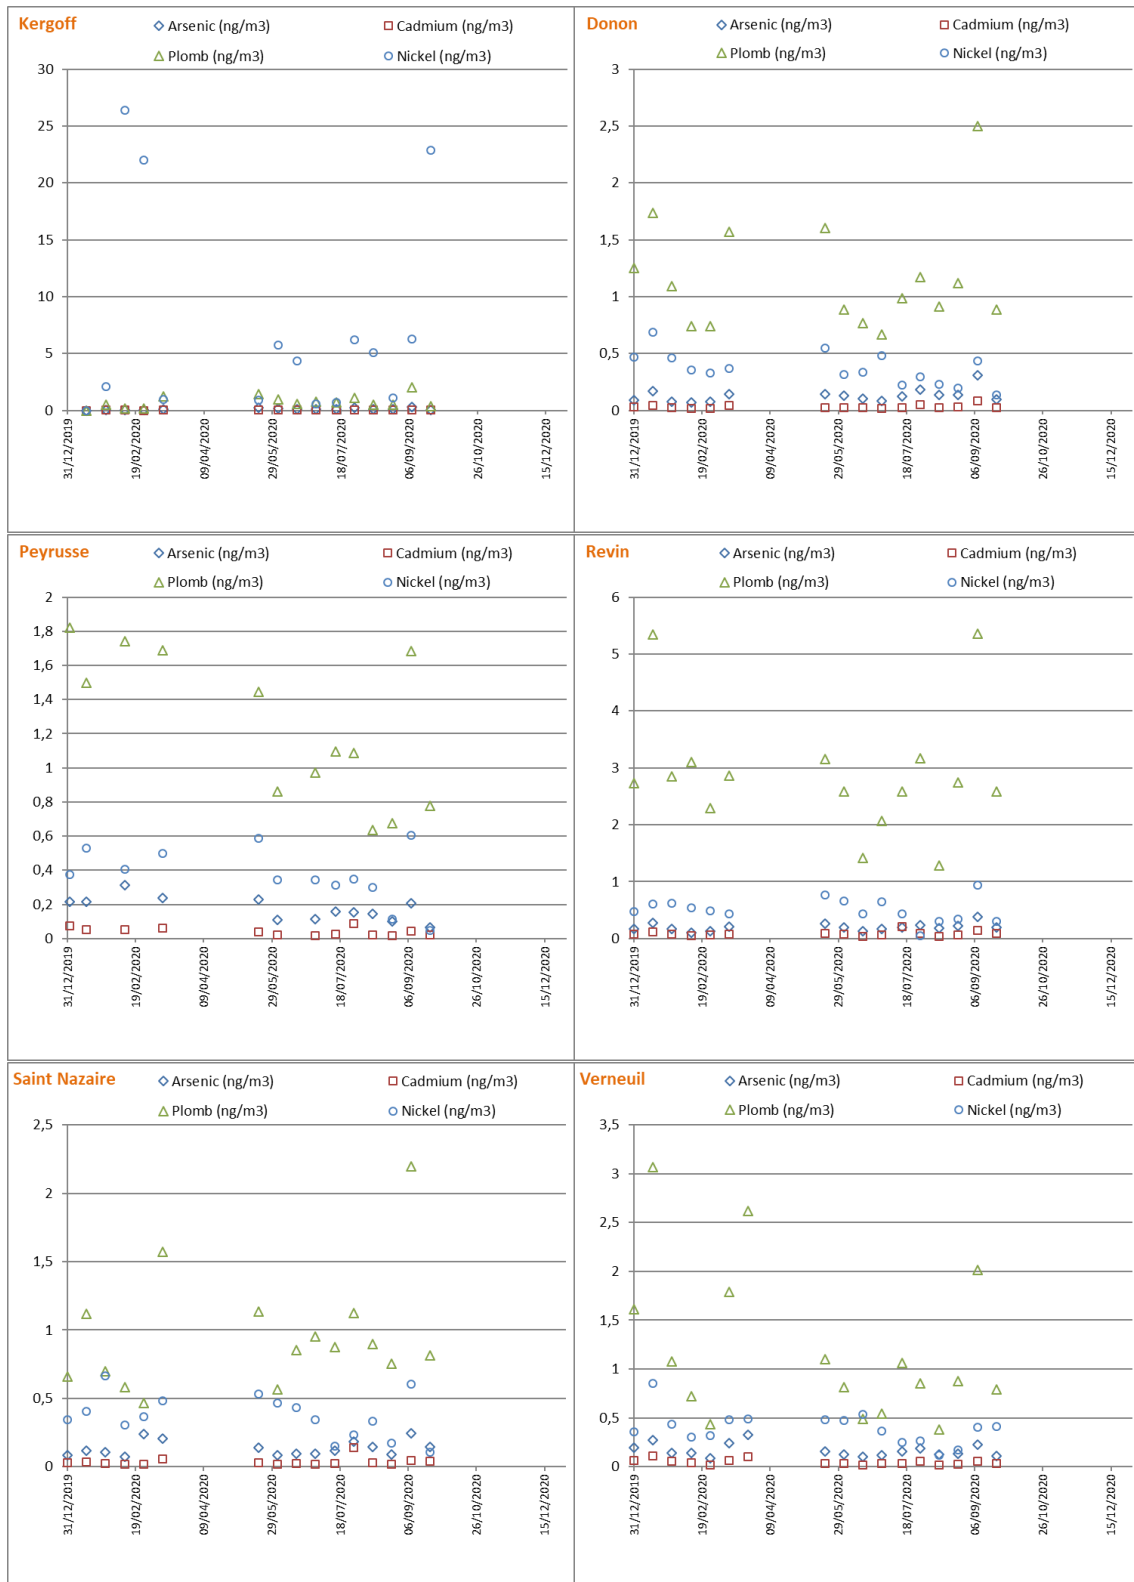 Kergoff
Arsenic (ng/m3) Cadmium (ng/m3)
Plomb (ng/m3) Nickel (ng/m3)
30
25
20
15
10
5
0
31/12/2019 19/02/2020 09/04/2020 29/05/2020 18/07/2020 06/09/2020 26/10/2020 15/12/2020
Donon
Arsenic (ng/m3) Cadmium (ng/m3)
Plomb (ng/m3) Nickel (ng/m3)
3
2,5
2
1,5
1
0,5
0
31/12/2019 19/02/2020 09/04/2020 29/05/2020 18/07/2020 06/09/2020 26/10/2020 15/12/2020
Peyrusse
Arsenic (ng/m3) Cadmium (ng/m3)
Plomb (ng/m3) Nickel (ng/m3)
2
1,8
1,6
1,4
1,2
1
0,8
0,6
0,4
0,2
0
31/12/2019 19/02/2020 09/04/2020 29/05/2020 18/07/2020 06/09/2020 26/10/2020 15/12/2020
Revin
Arsenic (ng/m3) Cadmium (ng/m3)
Plomb (ng/m3) Nickel (ng/m3)
6
5
4
3
2
1
0
31/12/2019 19/02/2020 09/04/2020 29/05/2020 18/07/2020 06/09/2020 26/10/2020 15/12/2020
Saint Nazaire
Arsenic (ng/m3) Cadmium (ng/m3)
Plomb (ng/m3) Nickel (ng/m3)
2,5
2
1,5
1
0,5
0
31/12/2019 19/02/2020 09/04/2020 29/05/2020 18/07/2020 06/09/2020 26/10/2020 15/12/2020
Verneuil
Arsenic (ng/m3) Cadmium (ng/m3)
Plomb (ng/m3) Nickel (ng/m3)
3,5
3
2,5
2
1,5
1
0,5
0
31/12/2019 19/02/2020 09/04/2020 29/05/2020 18/07/2020 06/09/2020 26/10/2020 15/12/2020